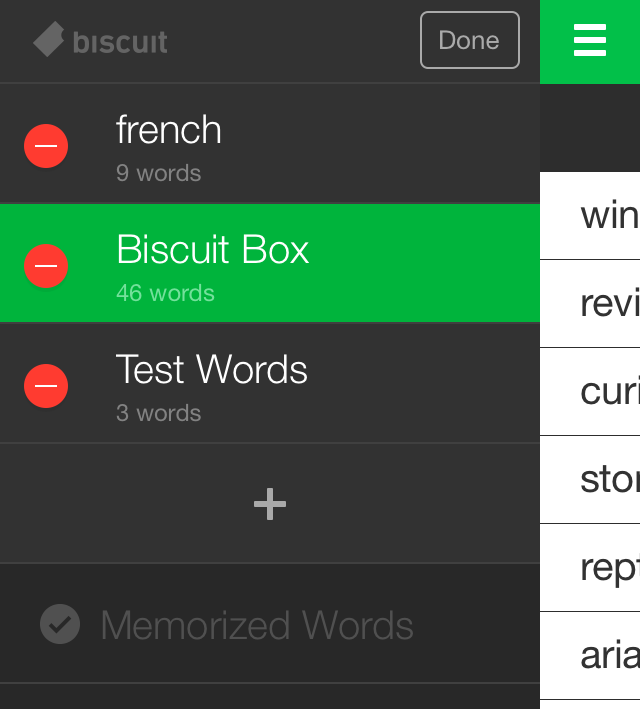 biscuit
Done
french
9 words
Biscuit Box
46 words
Test Words
3 words
Memorized Words
win
revi
curi
stor
rept
aria